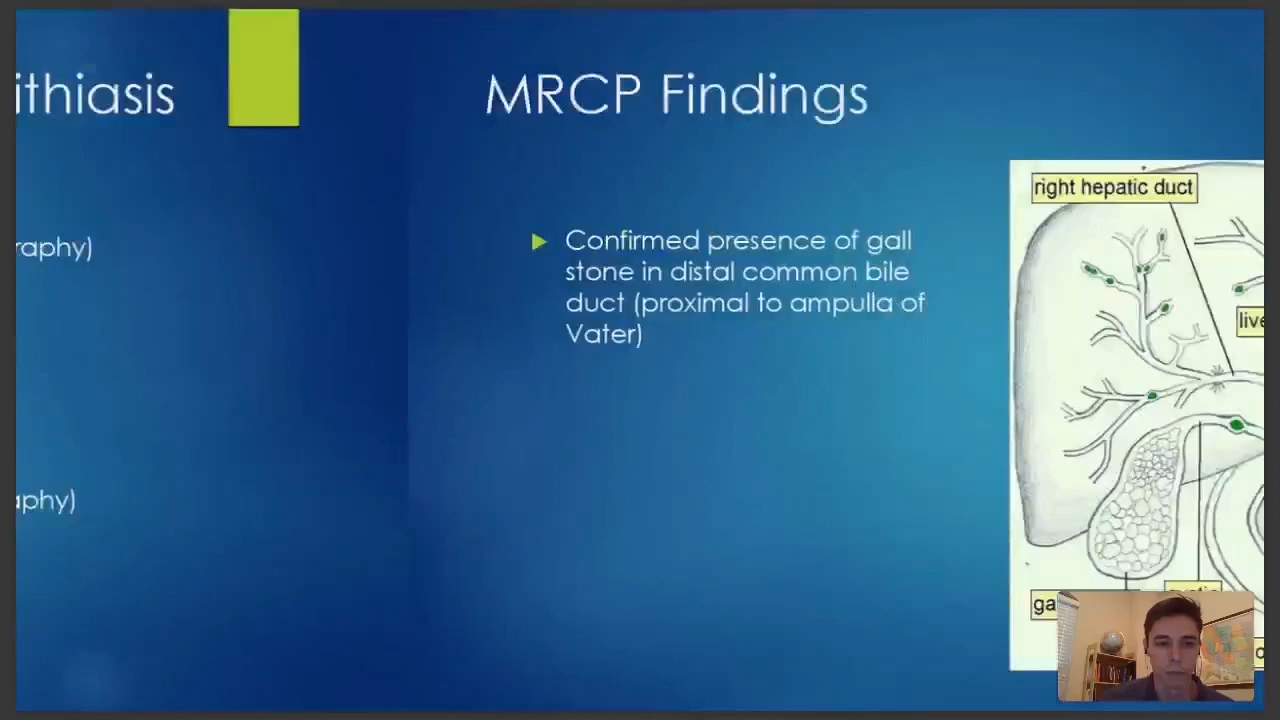 ithiasis
raphy)
aphy)
MRCP Findings
Confirmed presence of gall
stone in distal common bile
duct (proximal to ampulla of
Vater)
right hepatic duct
live
ga